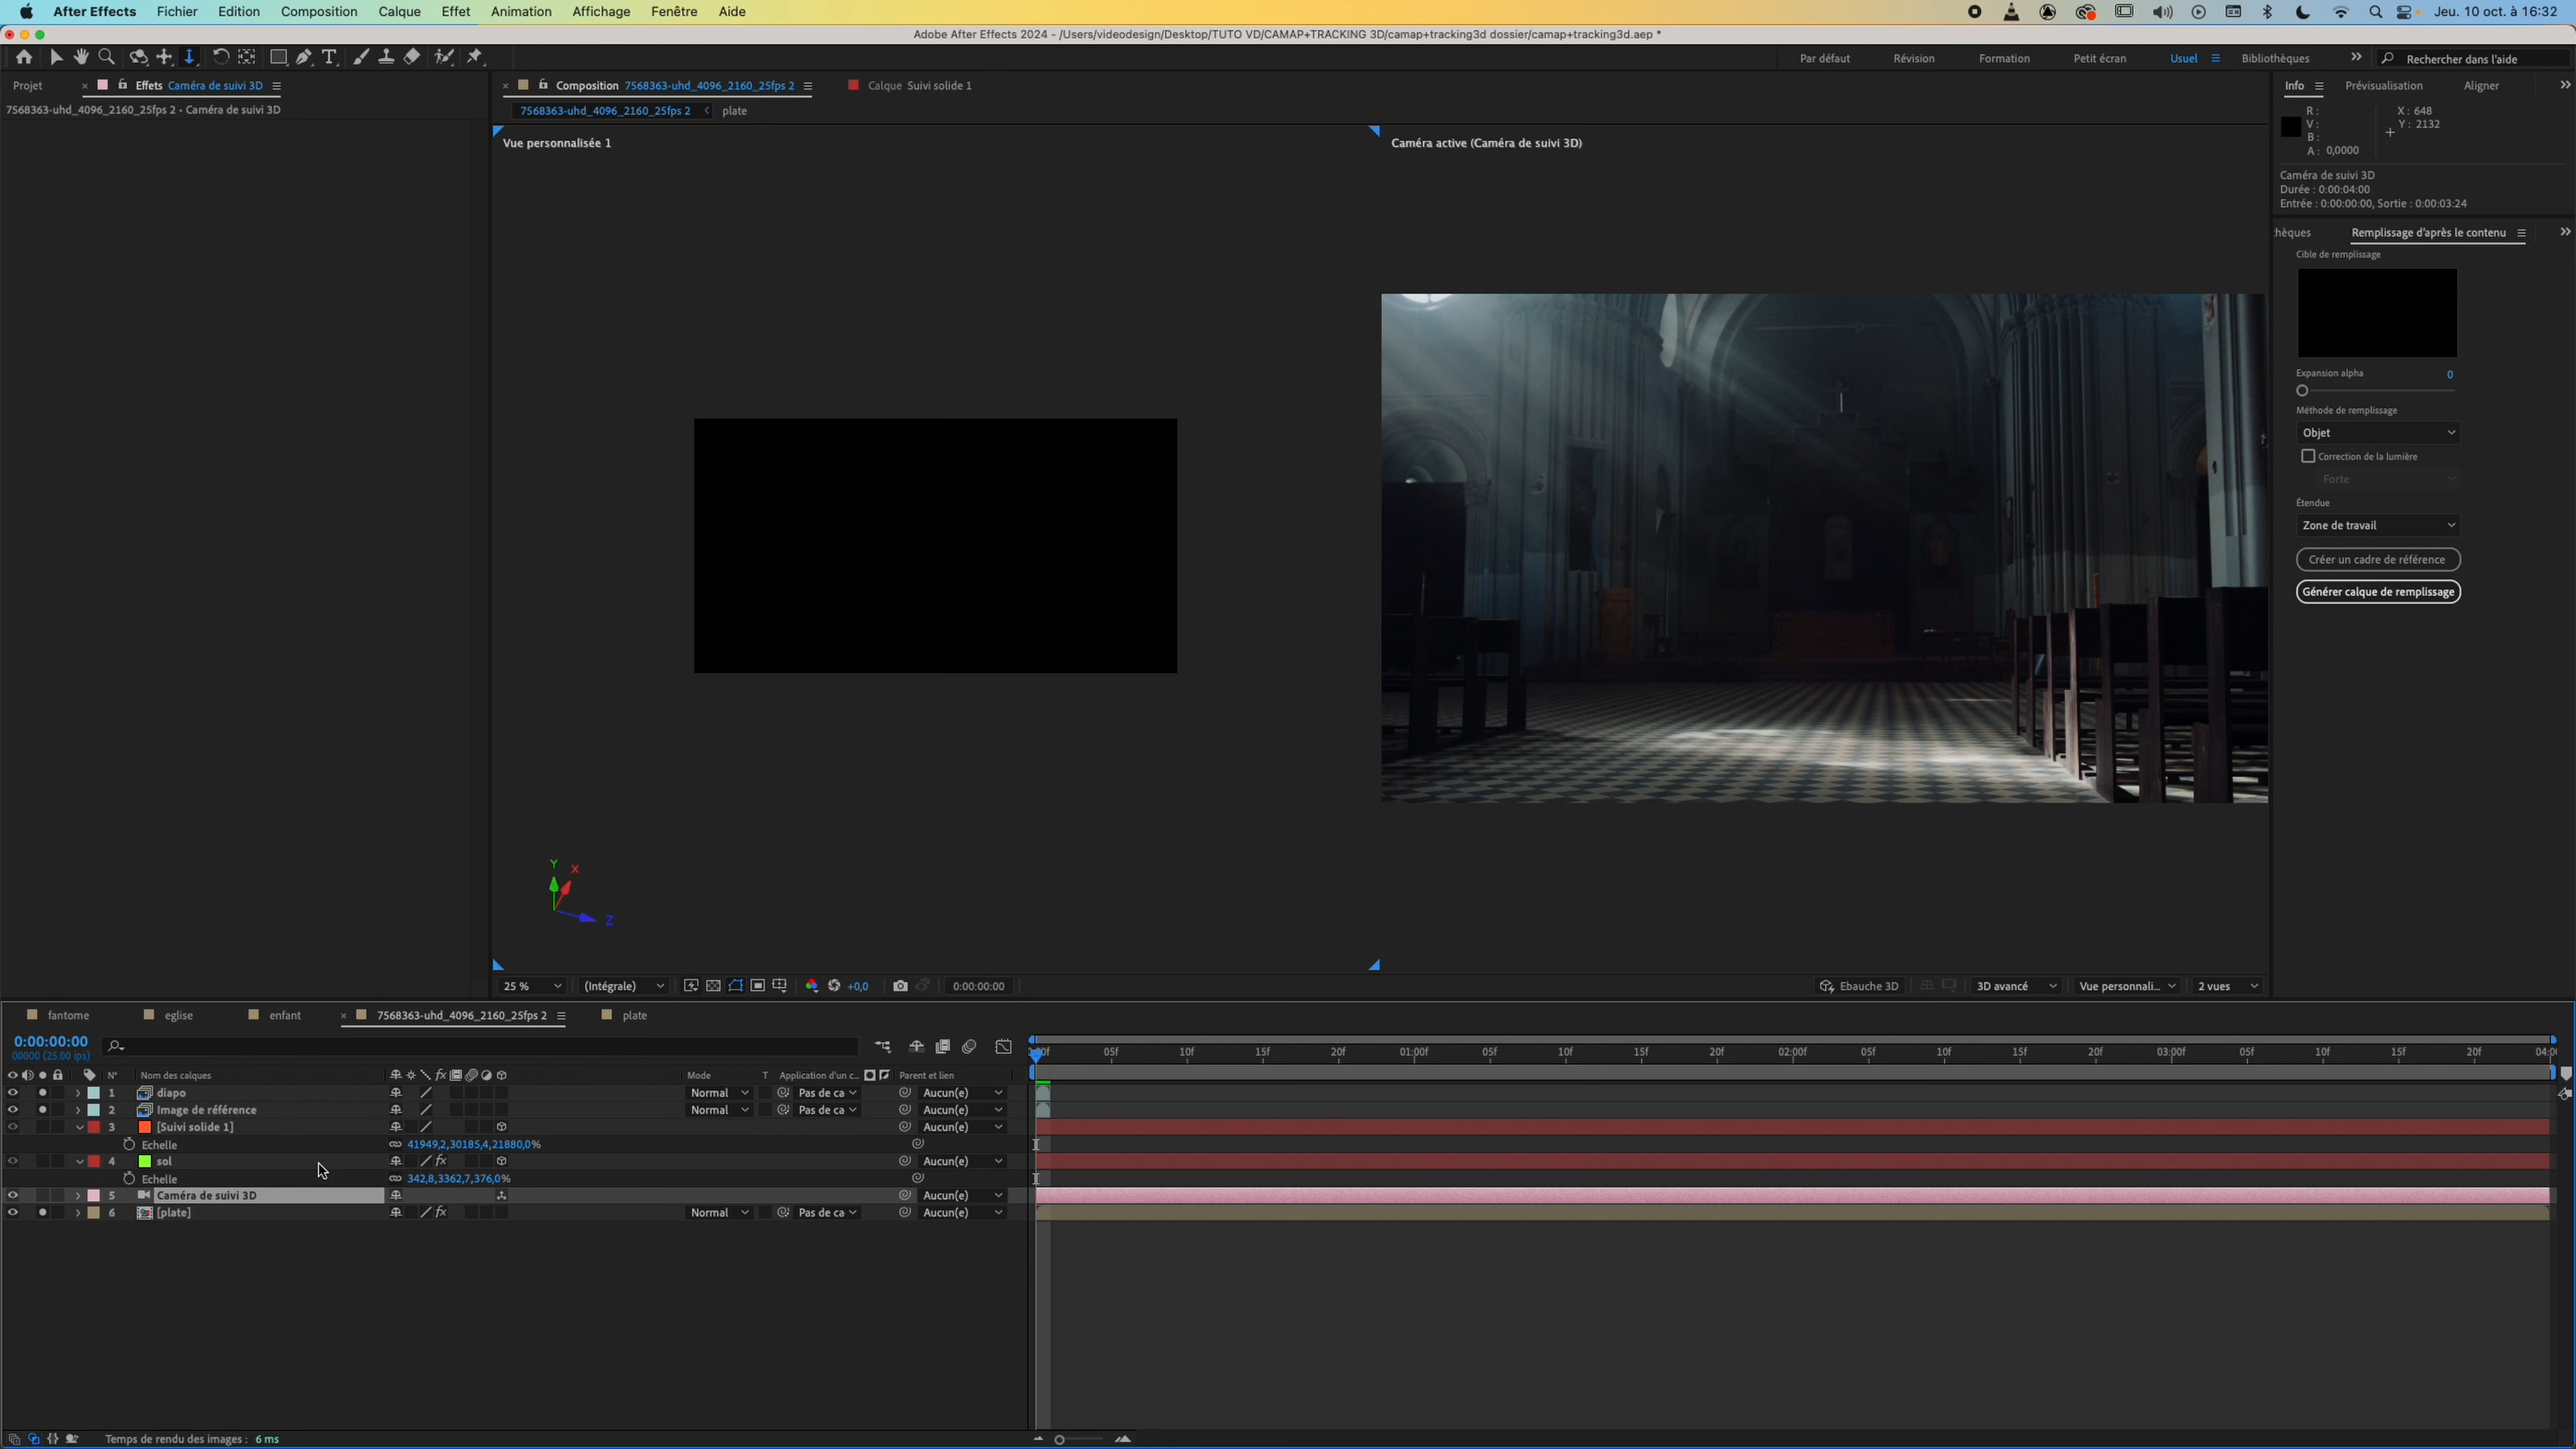 After Effects Fichier Edition Composition Calque Effet Animation Affichage Fenêtre Aide Jeu. 10 oct. à 16:32
Adobe After Effects 2024 - /Users/videodesign/Desktop/TUTO VD/CAMAP+TRACKING 3D/camap+tracking3d dossier/camap+tracking3d.aep *
Par défaut Révision Formation Petit écran Usuel Bibliothèques Rechercher dans l'aide
Projet Effets Caméra de suivi 3D Composition 7568363-uhd_4096_2160_25fps 2 Calque Suivi solide 1 Info Prévisualisation Aligner
7568363-uhd_4096_2160_25fps 2 • Caméra de suivi 3D 7568363-uhd_4096_2160_25fps 2 plate
R : X : 648
V : Y : 2132
B :
A : 0,0000
Vue personnalisée 1 Caméra active (Caméra de suivi 3D)
Caméra de suivi 3D
Durée : 0:00:04:00
Entrée : 0:00:00:00, Sortie : 0:00:03:24
:hèques Remplissage d'après le contenu
Cible de remplissage
Expansion alpha 0
Méthode de remplissage
Objet
Correction de la lumière
Forte
Étendue
Zone de travail
Créer un cadre de référence
Générer calque de remplissage
Y X Z
25 % (Intégrale) +0,0 0:00:00:00 Ebauche 3D 3D avancé Vue personnali... 2 vues
fantome eglise enfant 7568363-uhd_4096_2160_25fps 2 plate
0:00:00:00
00000 (25.00 ips)
05f 10f 15f 20f 01:00f 05f 10f 15f 20f 02:00f 05f 10f 15f 20f 03:00f 05f 10f 15f 20f
N° Nom des calques Mode T Application d'un c... Parent et lien
1 diapo Normal Pas de ca Aucun(e)
2 Image de référence Normal Pas de ca Aucun(e)
3 [Suivi solide 1] Aucun(e)
Echelle 41949,2,30185,4,21880,0%
4 sol Aucun(e)
Echelle 342,8,3362,7,376,0%
5 Caméra de suivi 3D Aucun(e)
6 [plate] Normal Pas de ca Aucun(e)
Temps de rendu des images : 6 ms